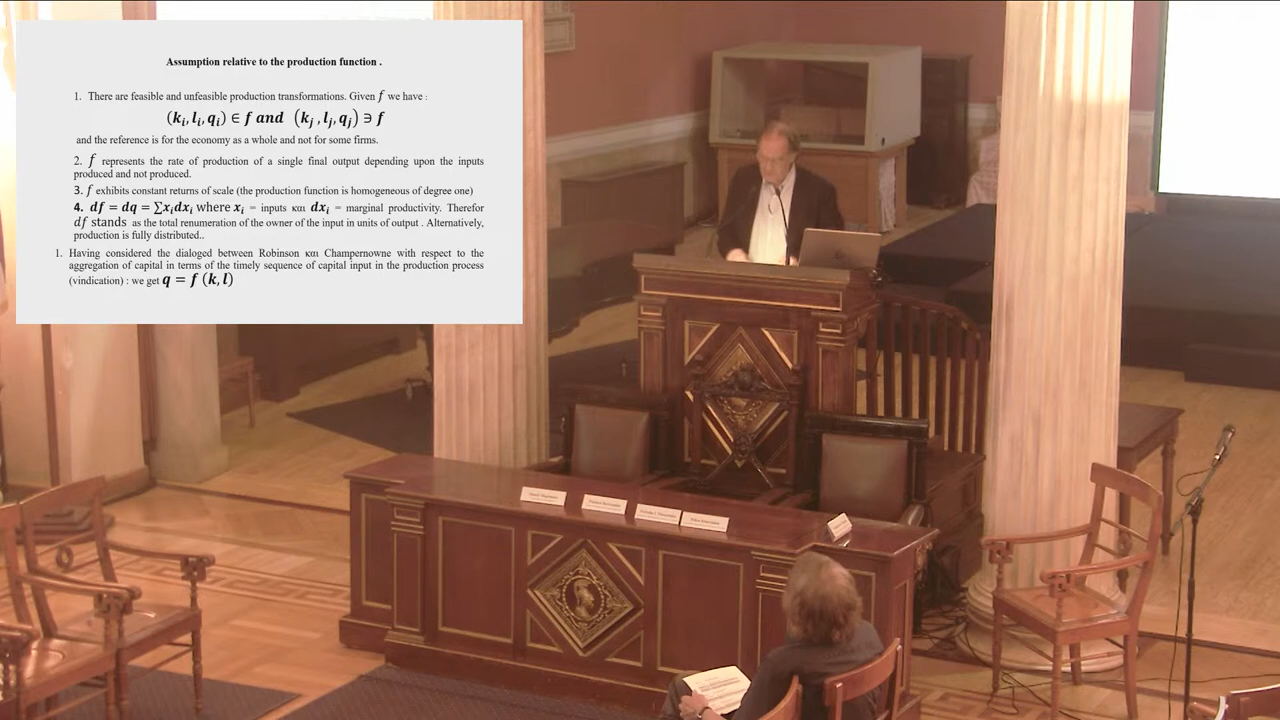 Assumption relative to the production function .
1. There are feasible and unfeasible production transformations. Given f we have :
(kᵢ, lᵢ, qᵢ) ∈ f and (kⱼ , lⱼ, qⱼ) ∋ f
and the reference is for the economy as a whole and not for some firms.
2. f represents the rate of production of a single final output depending upon the inputs
produced and not produced.
3. f exhibits constant returns of scale (the production function is homogeneous of degree one)
4. df = dq = ∑xᵢdxᵢ where xᵢ = inputs και dxᵢ = marginal productivity. Therefor
df stands as the total renumeration of the owner of the input in units of output . Alternatively,
production is fully distributed..
1. Having considered the dialoged between Robinson και Champernowne with respect to the
aggregation of capital in terms of the timely sequence of capital input in the production process
(vindication) : we get q = f (k, l)